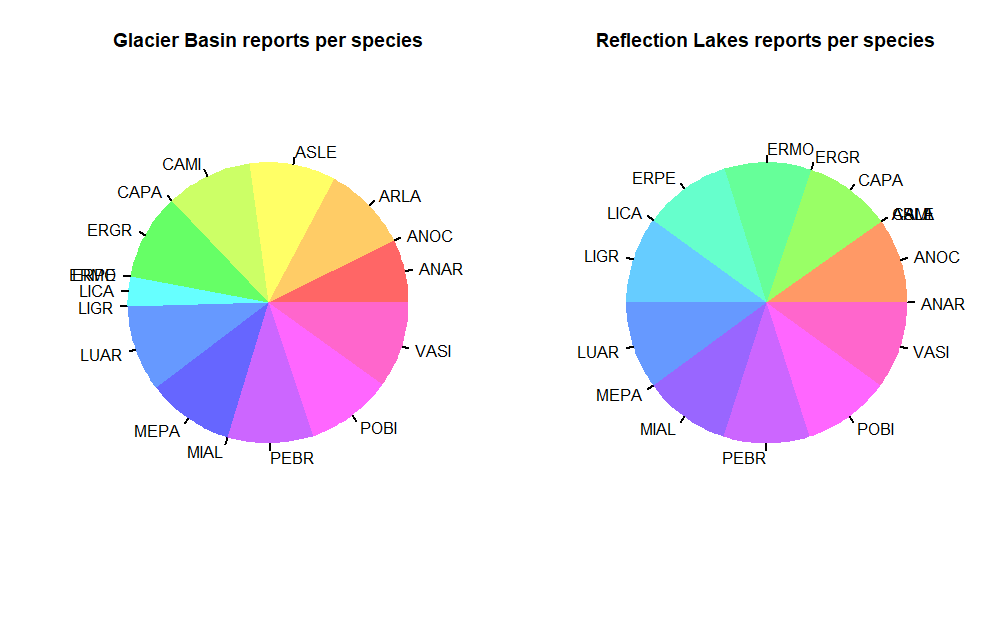 Glacier Basin reports per species
ASLE
CAMI
CAPA
ARLA
ERGR
ANOC
ANAR
LICA
LIGR
LUAR
VASI
MEPA
POBI
MIAL
PEBR
Reflection Lakes reports per species
ERMO
ERGR
ERPE
CAPA
LICA
LIGR
ANOC
ANAR
LUAR
VASI
MEPA
MIAL
POBI
PEBR